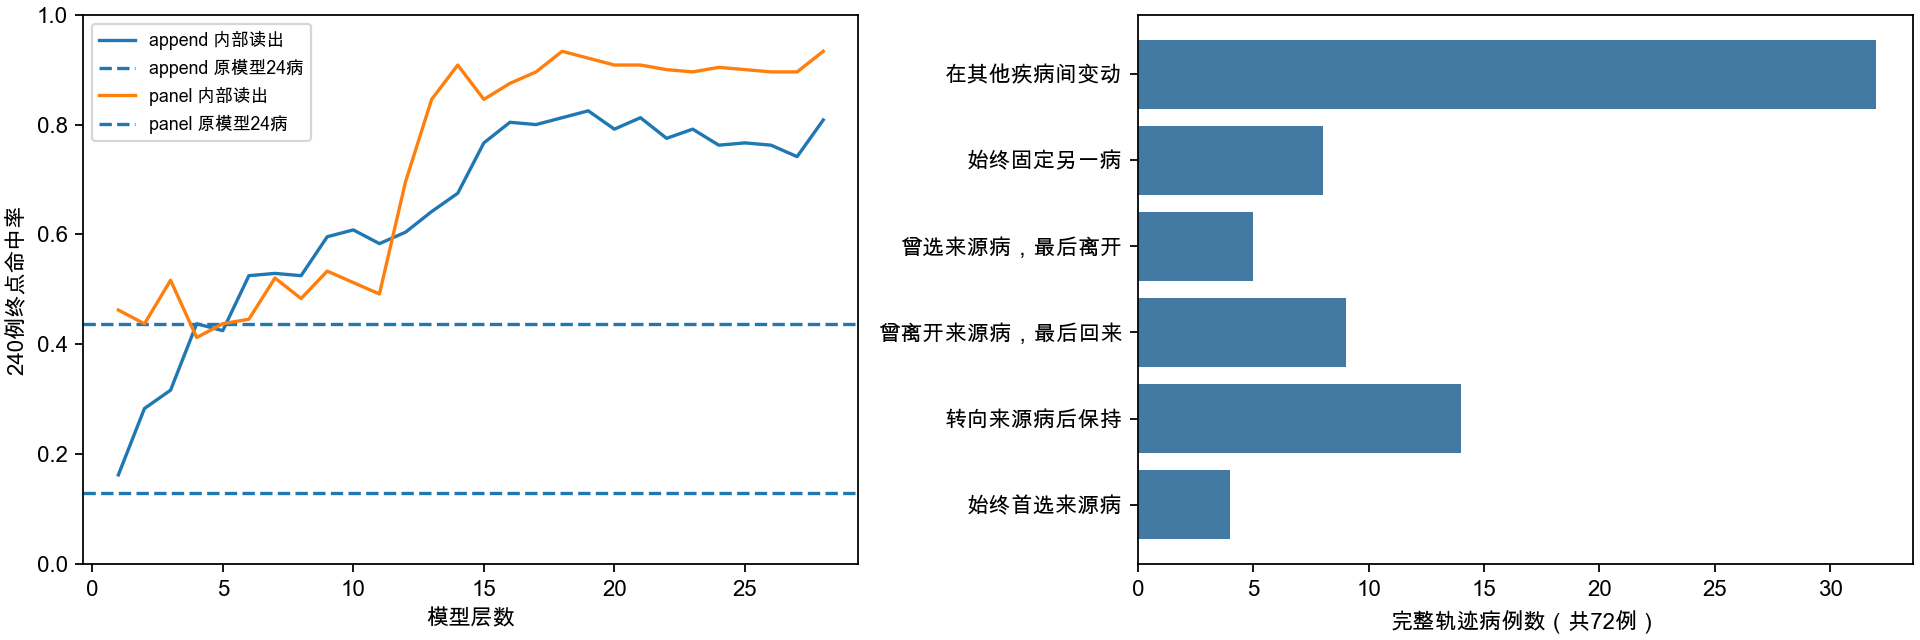 1.0
0.8
0.6
0.4
0.2
0.0
240例终点命中率
append 内部读出
append 原模型24病
panel 内部读出
panel 原模型24病
0 5 10 15 20 25
模型层数
在其他疾病间变动
始终固定另一病
曾选来源病，最后离开
曾离开来源病，最后回来
转向来源病后保持
始终首选来源病
0 5 10 15 20 25 30
完整轨迹病例数（共72例）